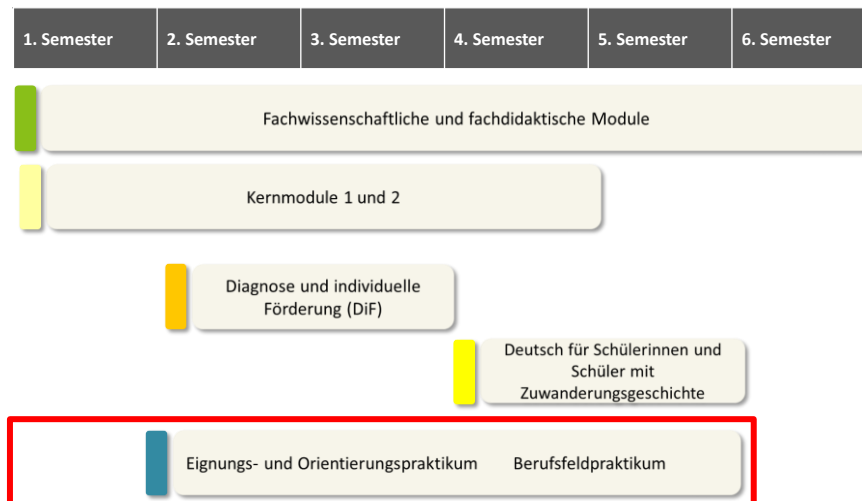 1. Semester 2. Semester 3. Semester 4. Semester 5. Semester 6. Semester
Fachwissenschaftliche und fachdidaktische Module
Kernmodule 1 und 2
Diagnose und individuelle
Förderung (DiF)
Deutsch für Schülerinnen und
Schüler mit
Zuwanderungsgeschichte
Eignungs- und Orientierungspraktikum Berufsfeldpraktikum